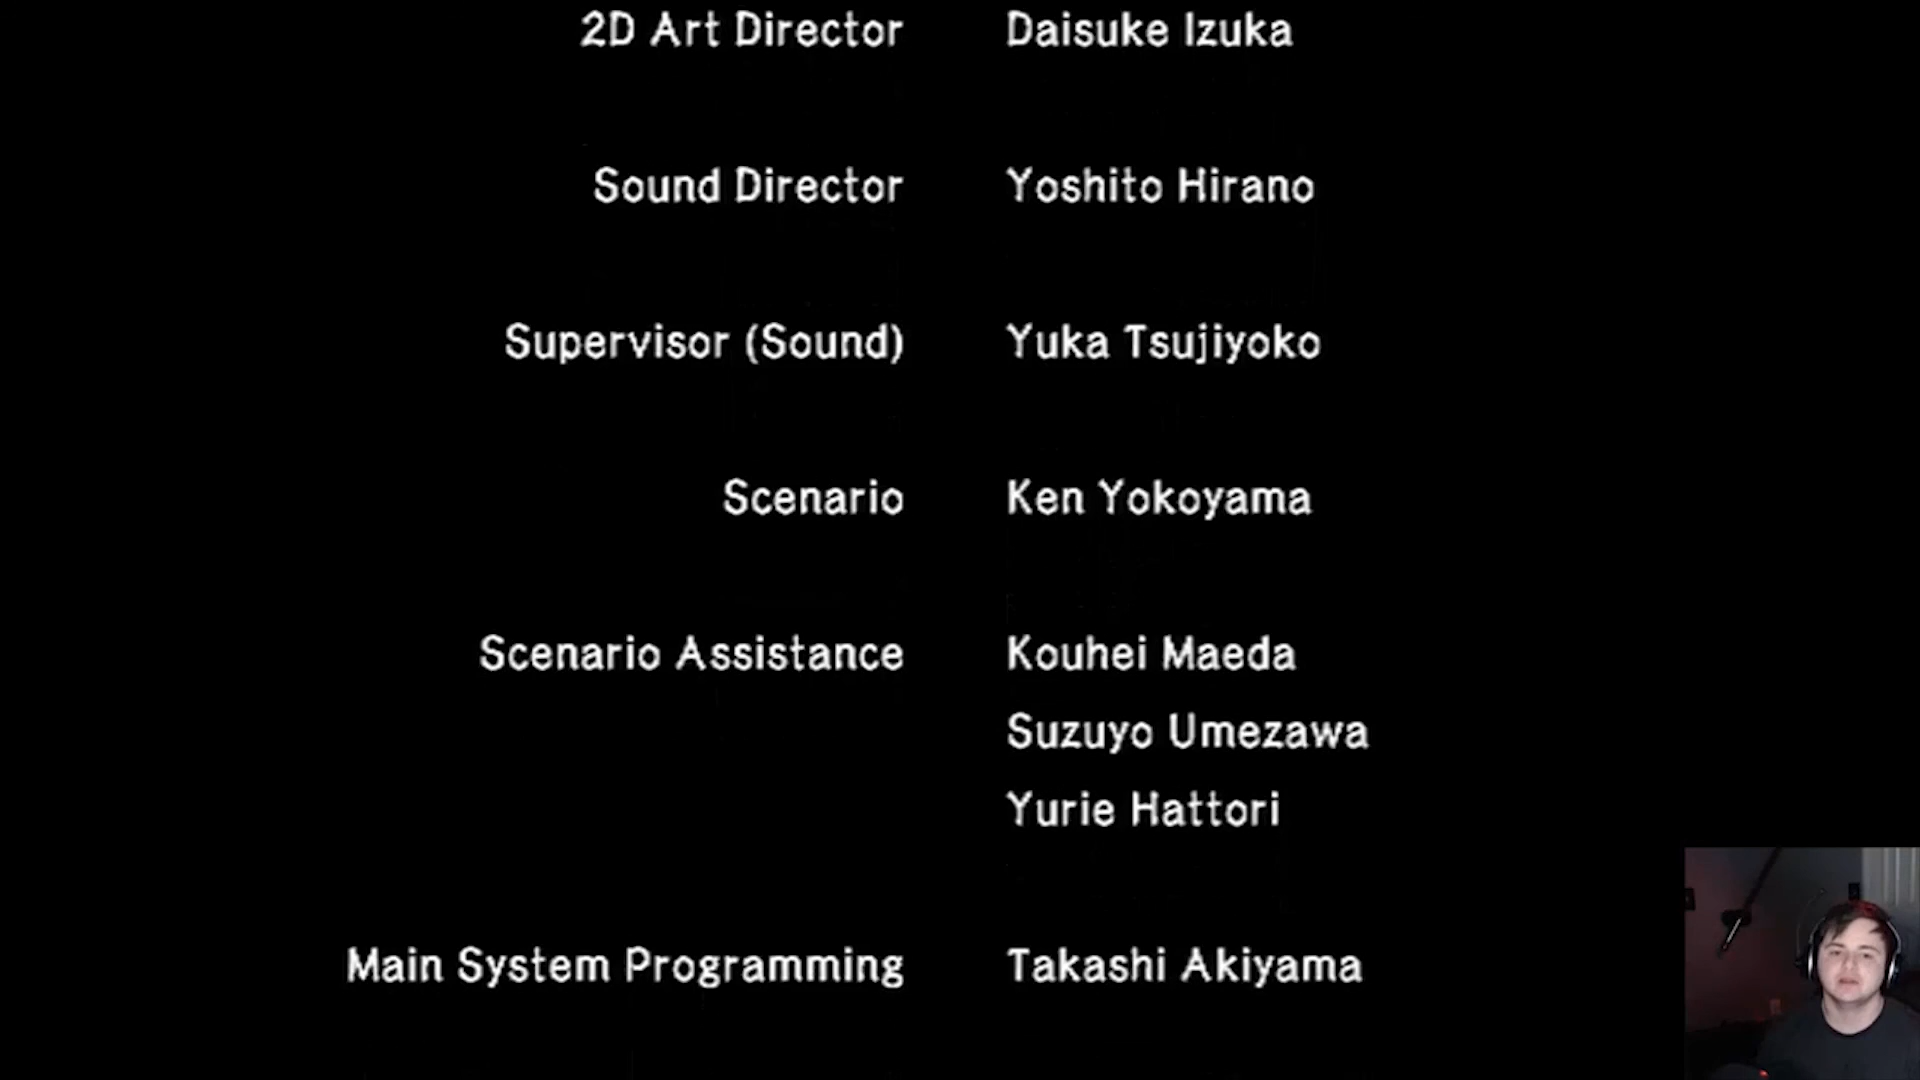 2D Art Director Daisuke Izuka
Sound Director Yoshito Hirano
Supervisor (Sound) Yuka Tsujiyoko
Scenario Ken Yokoyama
Scenario Assistance Kouhei Maeda
Suzuyo Umezawa
Yurie Hattori
Main System Programming Takashi Akiyama